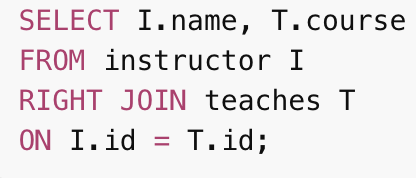 SELECT I.name, T.course
FROM instructor I
RIGHT JOIN teaches T
ON I.id = T.id;